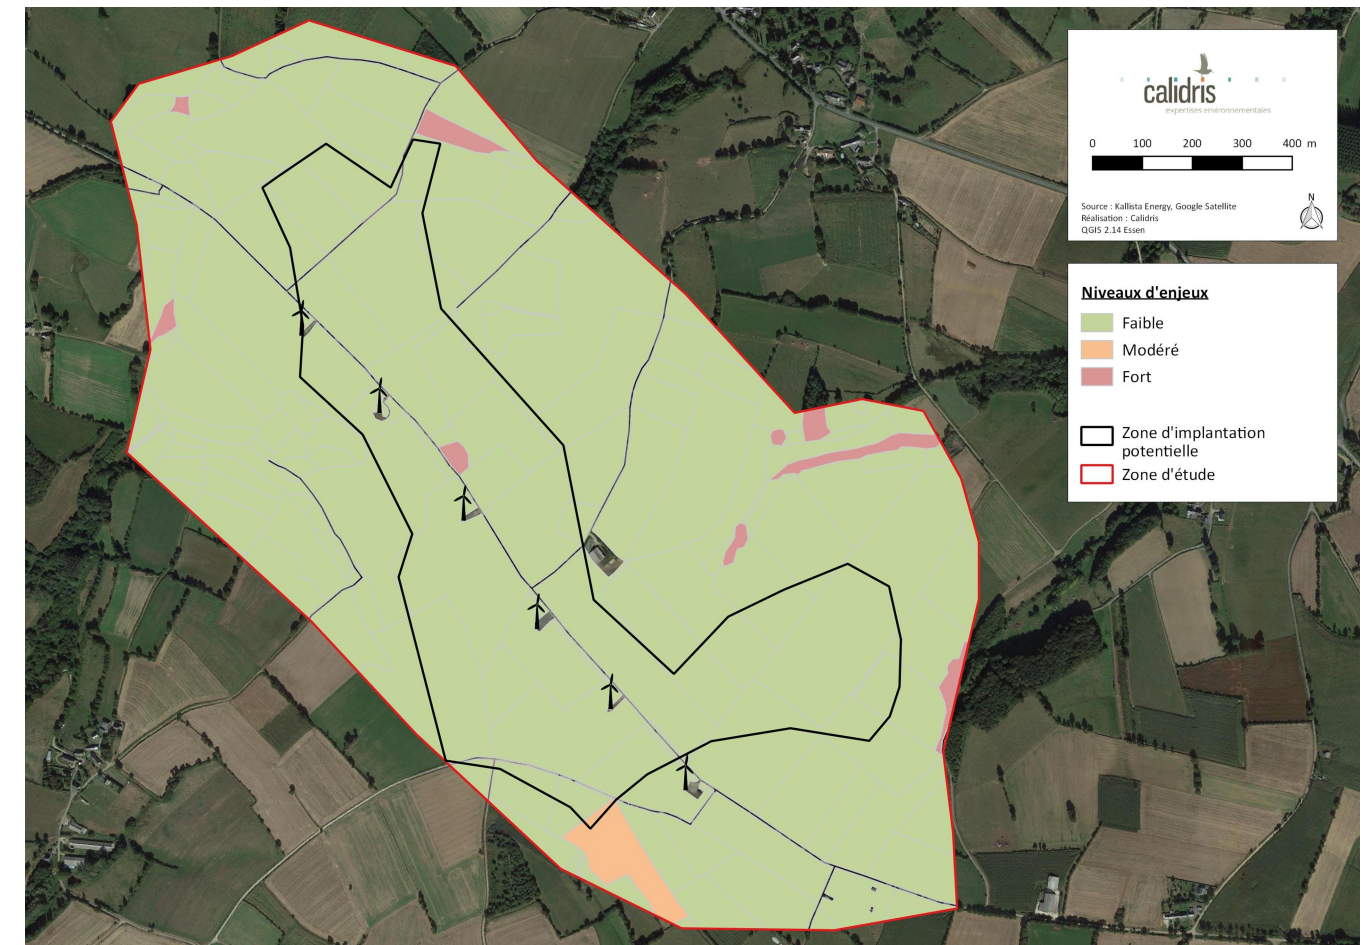 calidris
expertises environnementales
0 100 200 300 400 m
Source : Kallista Energy, Google Satellite
Réalisation : Calidris
QGIS 2.14 Essen
N
Niveaux d'enjeux
Faible
Modéré
Fort
Zone d'implantation
potentielle
Zone d'étude